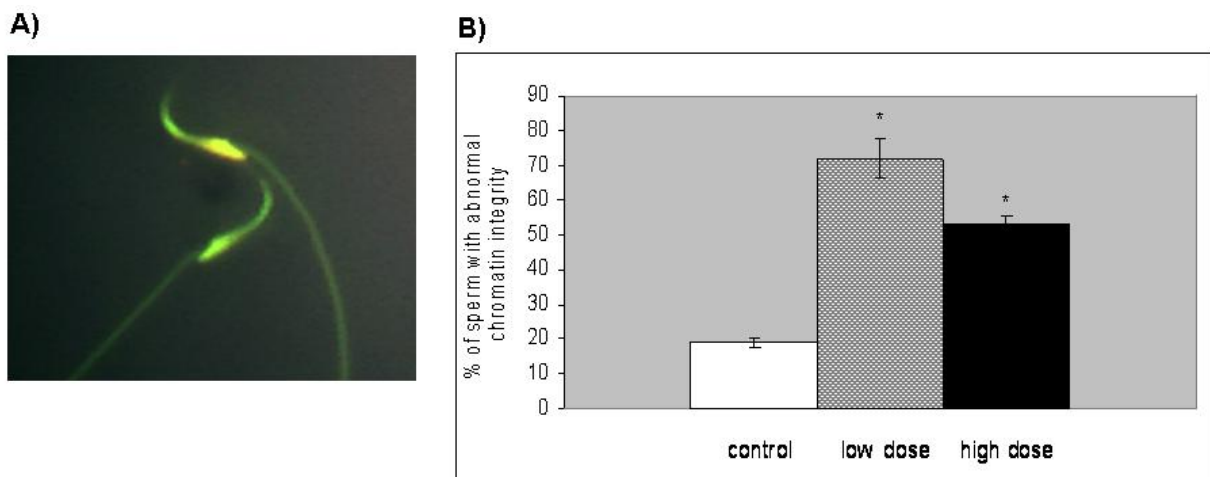 A)
B)
% of sperm with abnormal
chromatin integrity
90
80
70
60
50
40
30
20
10
0
*
*
control low dose high dose